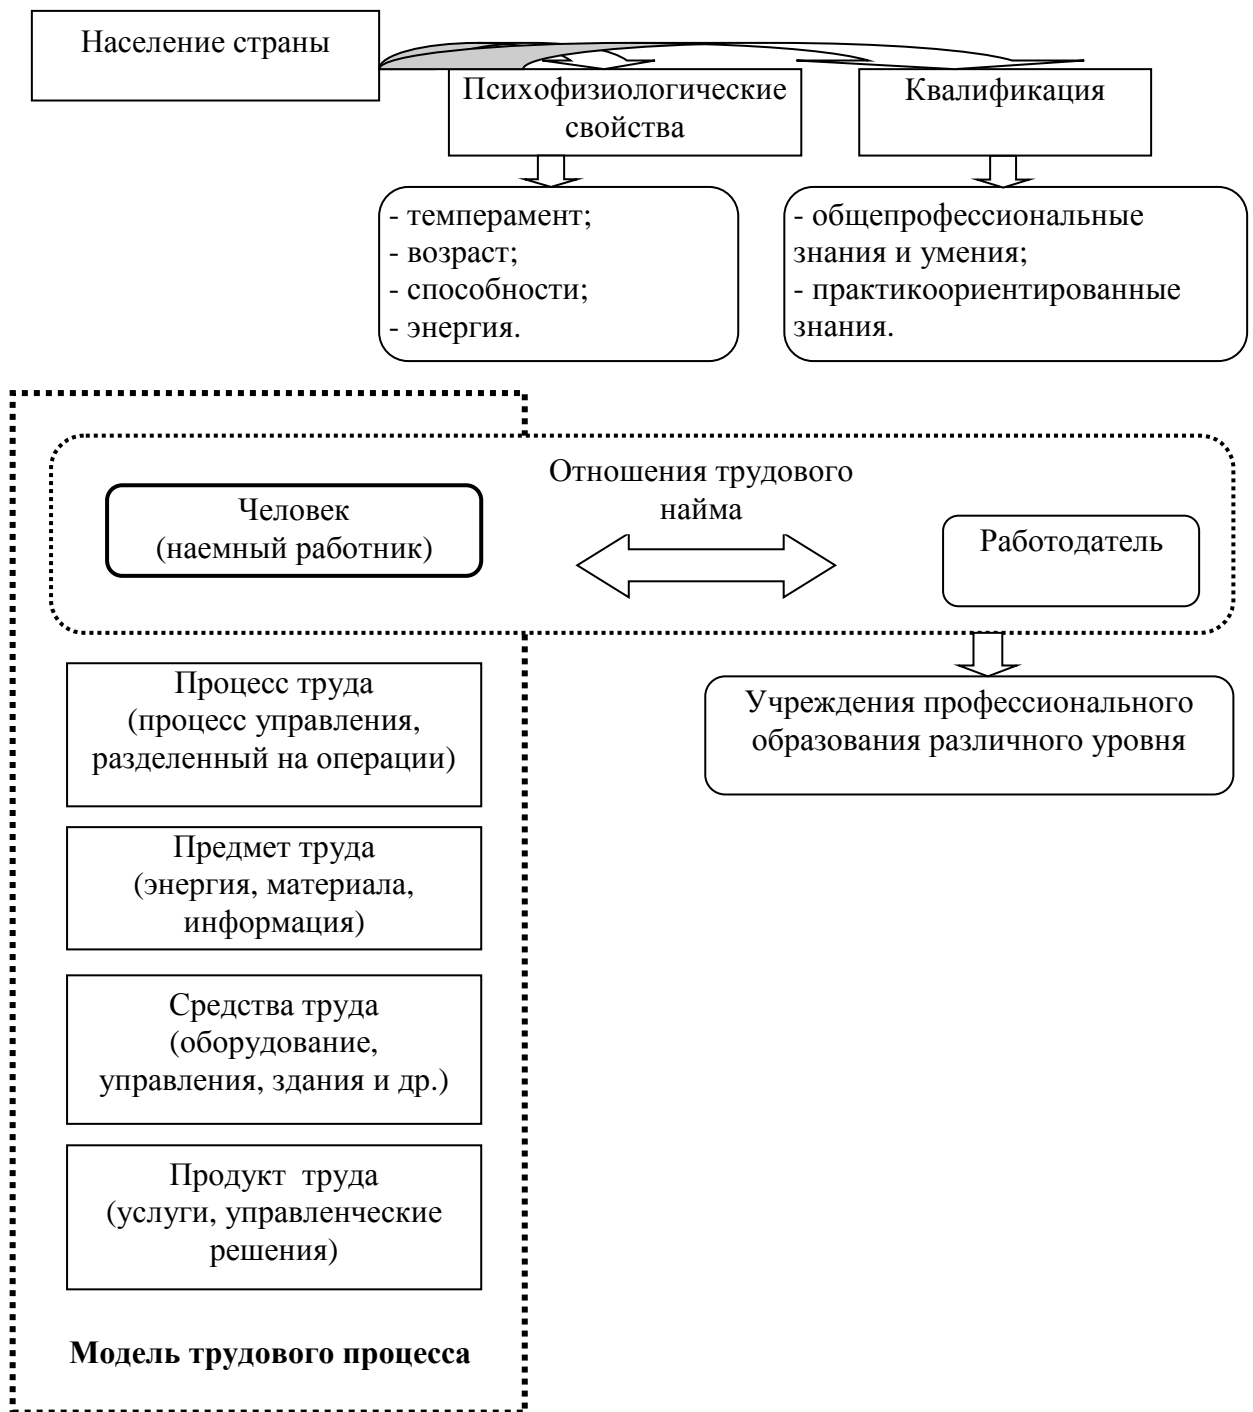 Население страны
Психофизиологические
свойства
Квалификация
- темперамент;
- возраст;
- способности;
- энергия.
- общепрофессиональные
знания и умения;
- практикоориентированные
знания.
Отношения трудового
найма
Человек
(наемный работник)
Работодатель
Процесс труда
(процесс управления,
разделенный на операции)
Учреждения профессионального
образования различного уровня
Предмет труда
(энергия, материала,
информация)
Средства труда
(оборудование,
управления, здания и др.)
Продукт труда
(услуги, управленческие
решения)
Модель трудового процесса